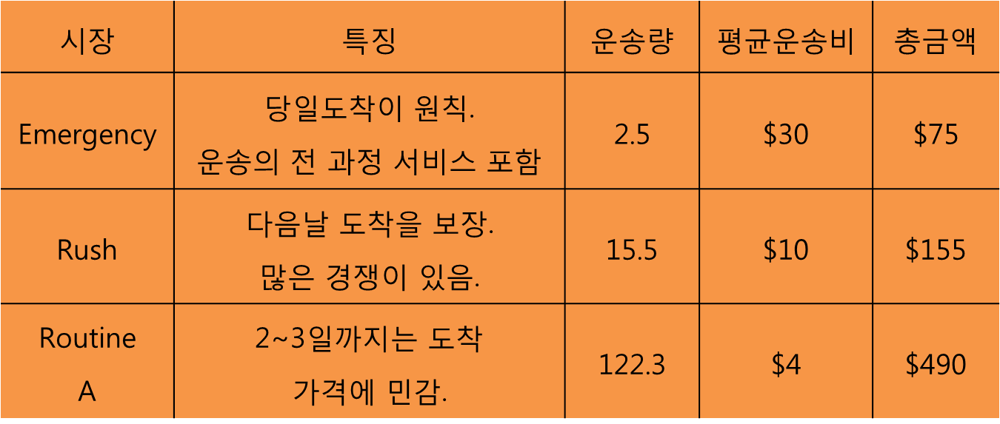 시장 특징 운송량 평균운송비 총금액
Emergency 당일도착이 원칙. 운송의 전 과정 서비스 포함 2.5 $30 $75
Rush 다음날 도착을 보장. 많은 경쟁이 있음. 15.5 $10 $155
Routine A 2~3일까지는 도착 가격에 민감. 122.3 $4 $490